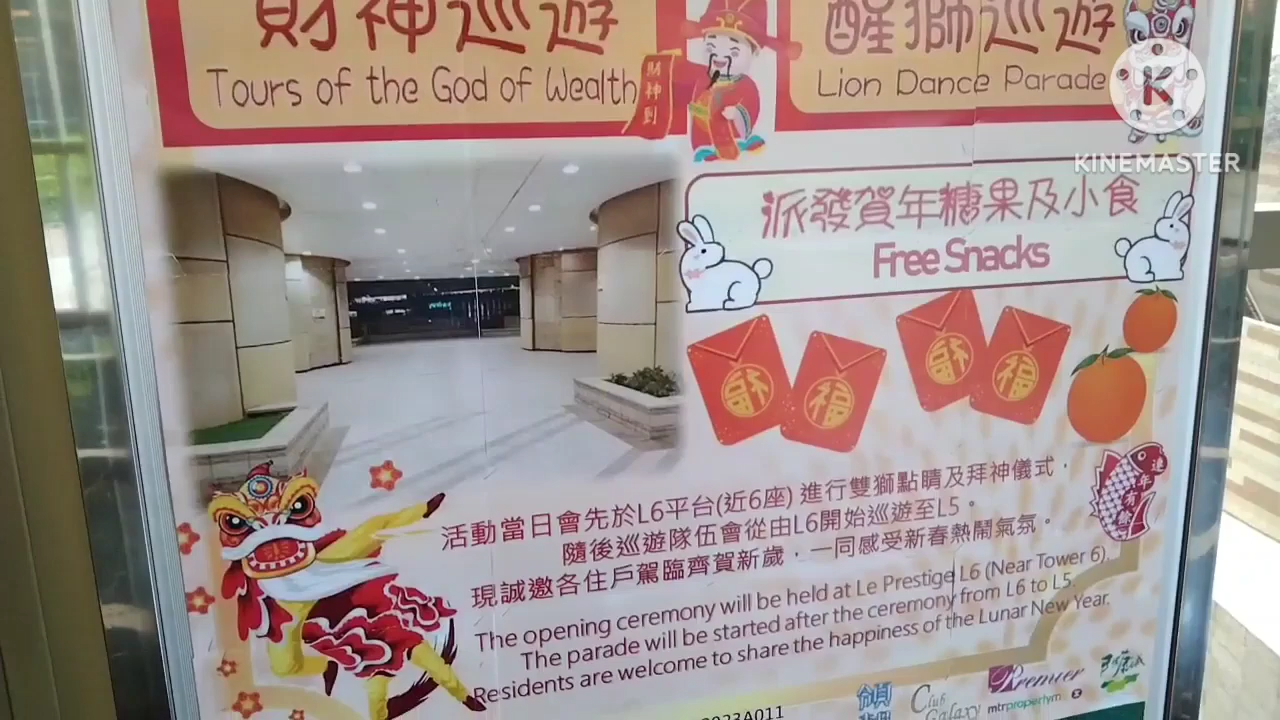 財神巡遊
Tours of the God of Wealth
財神到
醒獅巡遊
Lion Dance Parade
K
KINEMASTER
派發賀年糖果及小食
Free Snacks
福 福 福 福
活動當日會先於L6平台(近6座) 進行雙獅點睛及拜神儀式，
隨後巡遊隊伍會從由L6開始巡遊至L5。
現誠邀各住戶駕臨齊賀新歲，一同感受新春熱鬧氣氛。
The opening ceremony will be held at Le Prestige L6 (Near Tower 6).
The parade will be started after the ceremony from L6 to L5.
Residents are welcome to share the happiness of the Lunar New Year.
連年有
Club Galaxy
Premier
mtrproperty
2023A011